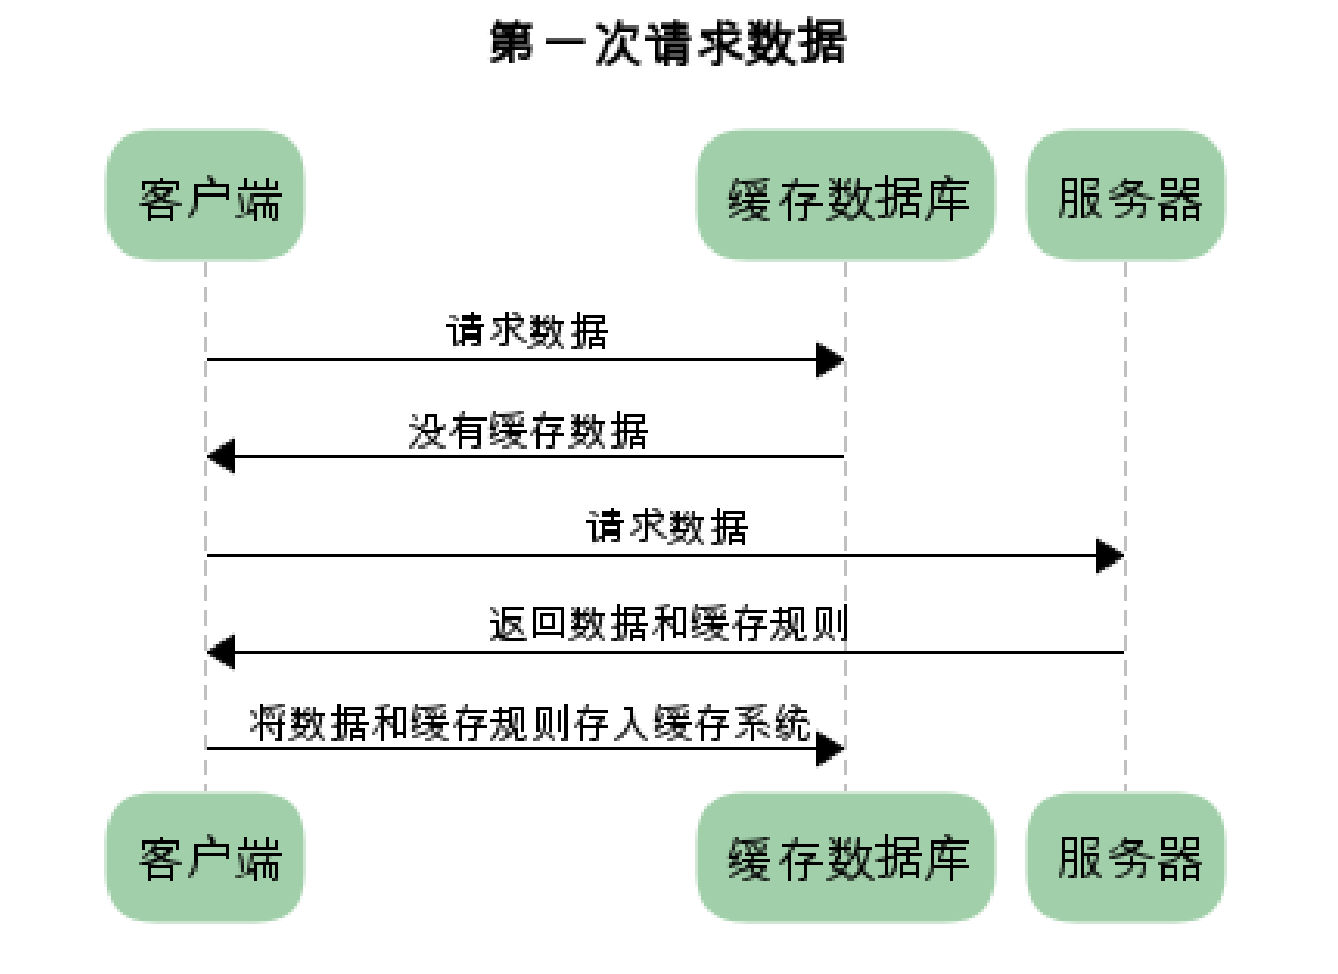 第一次请求数据
客户端
缓存数据库
服务器
请求数据
没有缓存数据
请求数据
返回数据和缓存规则
将数据和缓存规则存入缓存系统
客户端
缓存数据库
服务器